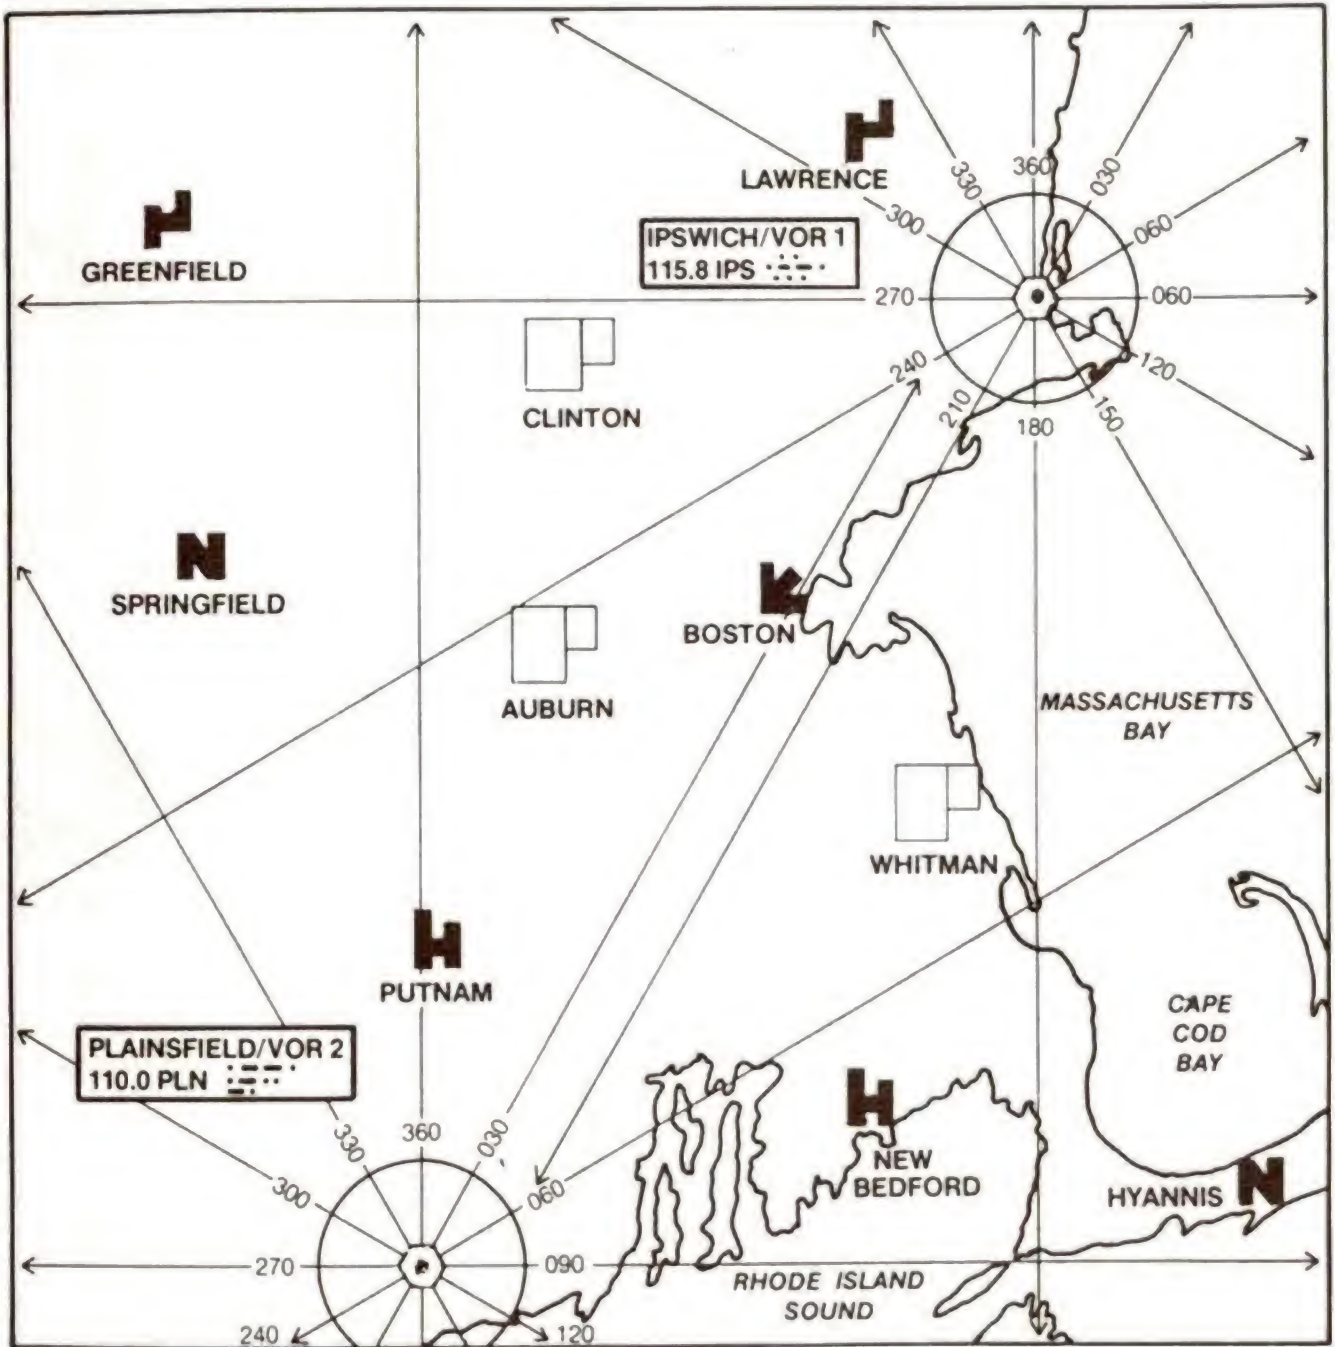 LAWRENCE
GREENFIELD
IPSWICH/VOR 1
115.8 IPS
330
360
030
300
060
270
060
240
120
210
150
180
CLINTON
SPRINGFIELD
BOSTON
AUBURN
MASSACHUSETTS
BAY
WHITMAN
PUTNAM
PLAINSFIELD/VOR 2
110.0 PLN
CAPE
COD
BAY
330
360
030
300
060
270
090
240
120
NEW
BEDFORD
HYANNIS
RHODE ISLAND
SOUND